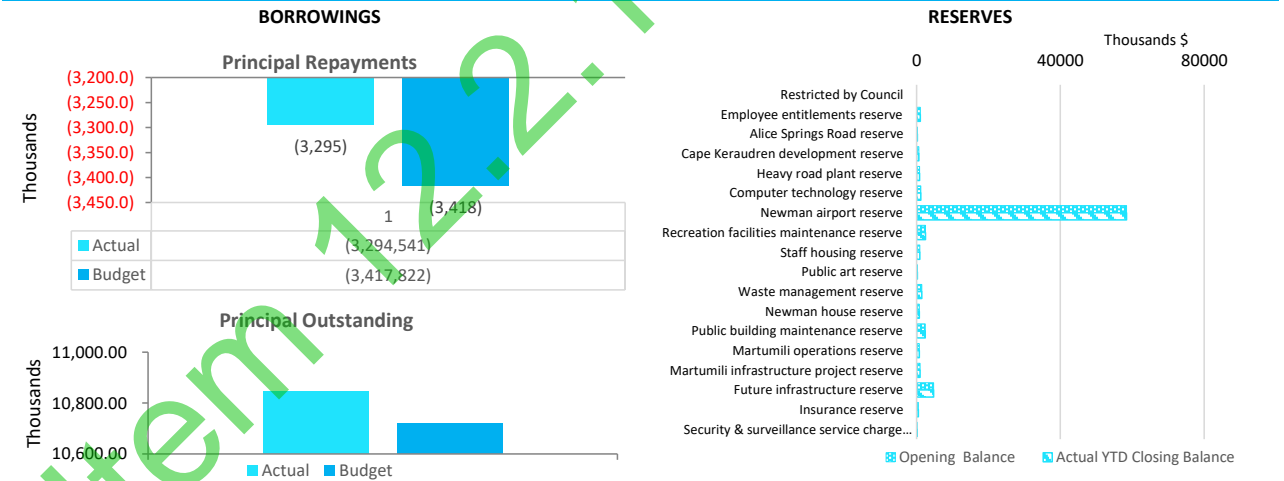 BORROWINGS
Principal Repayments
Thousands
(3,200.0)
(3,250.0)
(3,300.0)
(3,350.0)
(3,400.0)
(3,450.0)
(3,295)
(3,418)
1
Actual (3,294,541)
Budget (3,417,822)
Principal Outstanding
Thousands
11,000.00
10,800.00
10,600.00
Actual Budget
RESERVES
Thousands $
0 40000 80000
Restricted by Council
Employee entitlements reserve
Alice Springs Road reserve
Cape Keraudren development reserve
Heavy road plant reserve
Computer technology reserve
Newman airport reserve
Recreation facilities maintenance reserve
Staff housing reserve
Public art reserve
Waste management reserve
Newman house reserve
Public building maintenance reserve
Martumili operations reserve
Martumili infrastructure project reserve
Future infrastructure reserve
Insurance reserve
Security & surveillance service charge…
Opening Balance Actual YTD Closing Balance
Item 12.2.